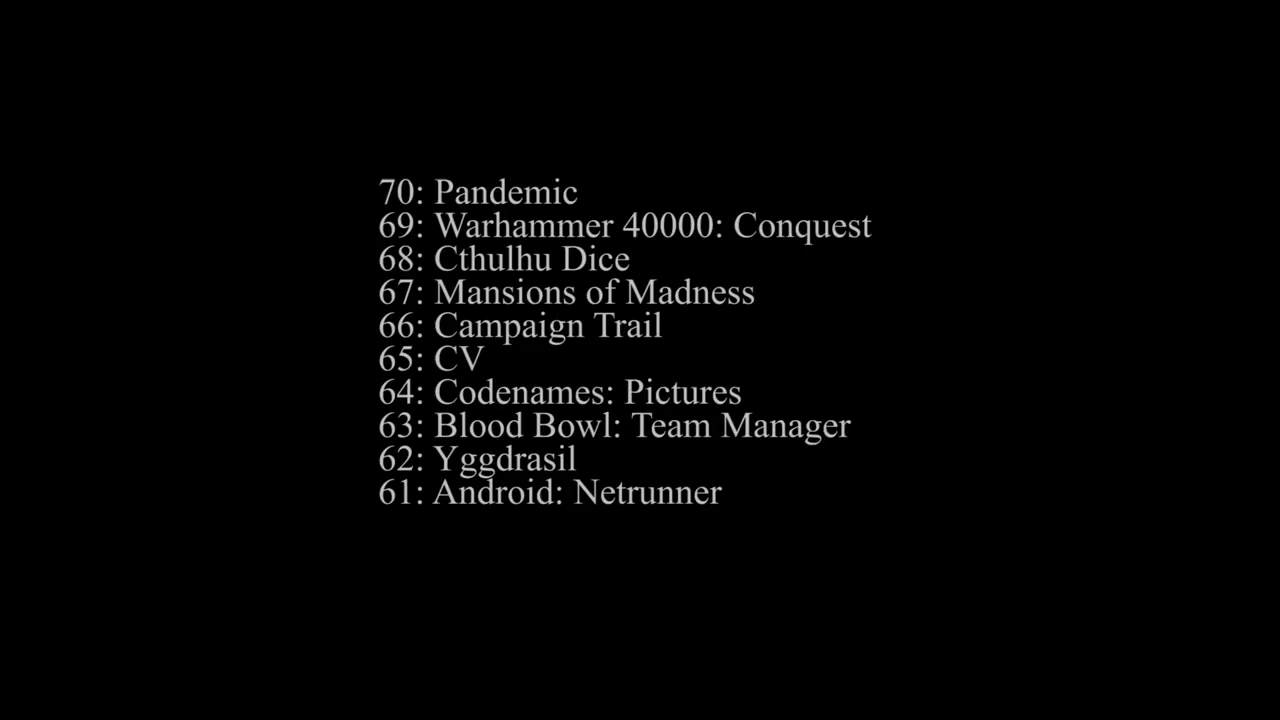 70: Pandemic
69: Warhammer 40000: Conquest
68: Cthulhu Dice
67: Mansions of Madness
66: Campaign Trail
65: CV
64: Codenames: Pictures
63: Blood Bowl: Team Manager
62: Yggdrasil
61: Android: Netrunner